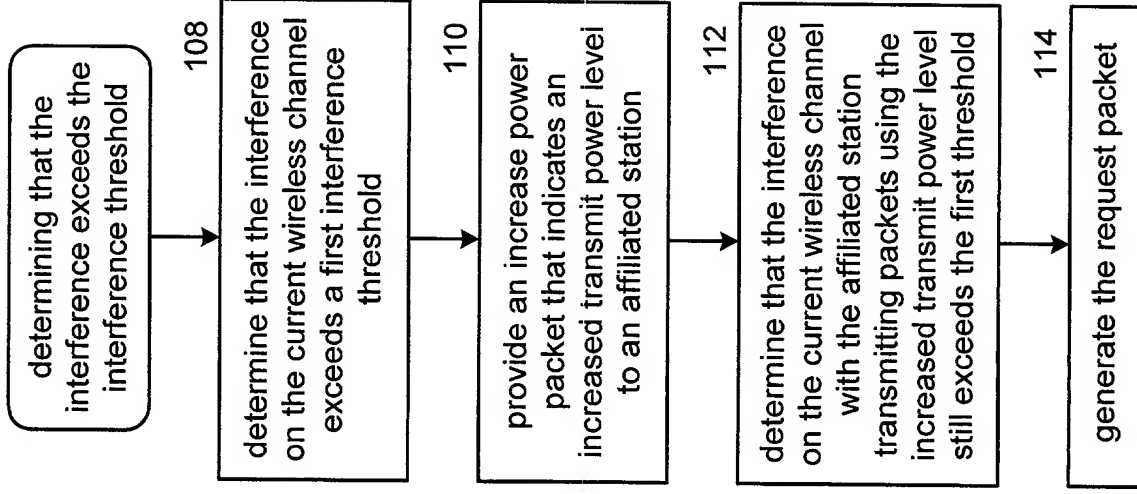 determining that the
interference exceeds the
interference threshold
108
determine that the interference
on the current wireless channel
exceeds a first interference
threshold
110
provide an increase power
packet that indicates an
increased transmit power level
to an affiliated station
112
determine that the interference
on the current wireless channel
with the affiliated station
transmitting packets using the
increased transmit power level
still exceeds the first threshold
114
generate the request packet